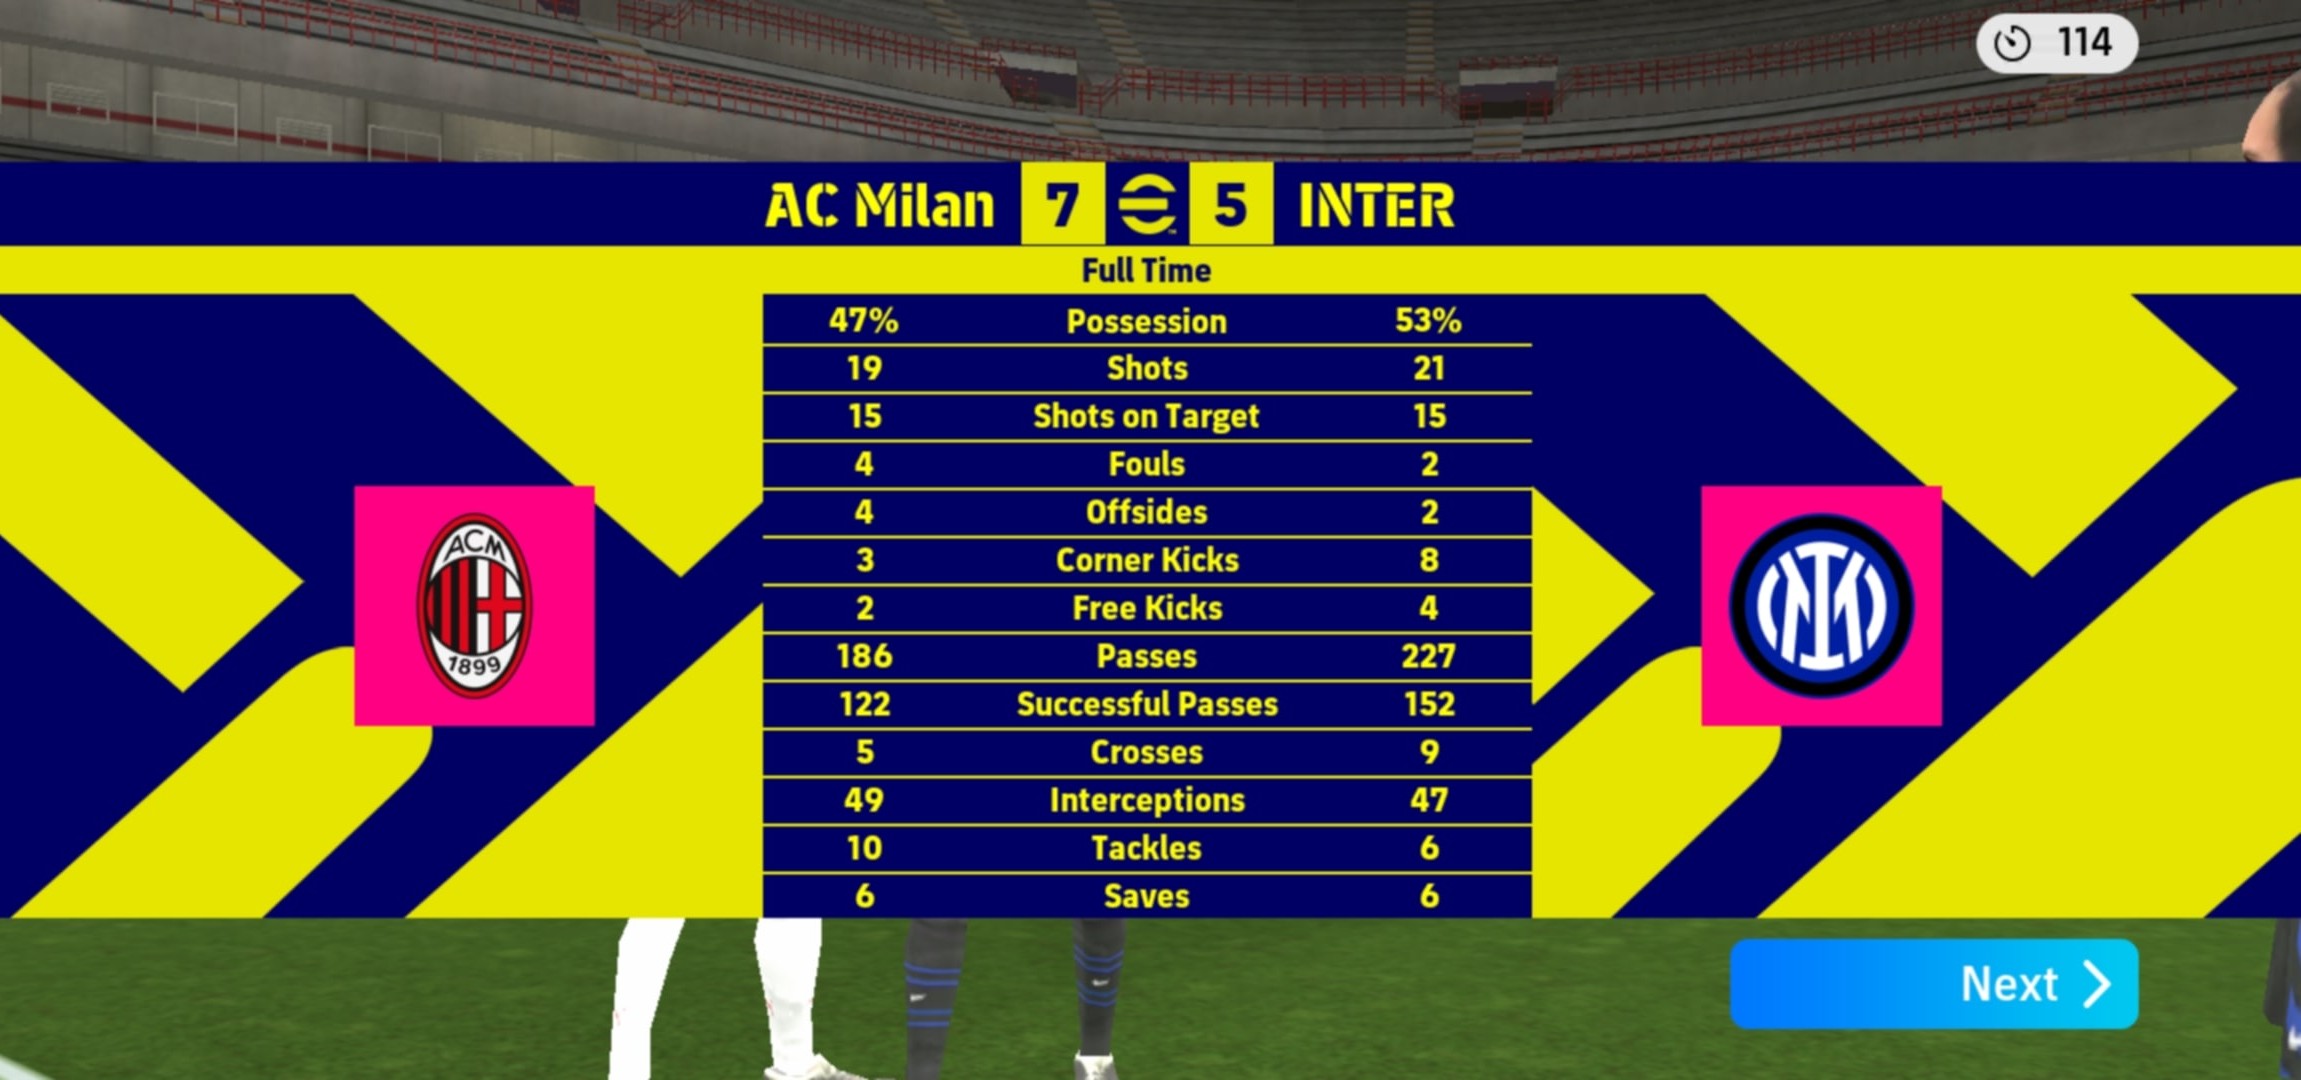 114
AC Milan 7 5 INTER
Full Time
47% Possession 53%
19 Shots 21
15 Shots on Target 15
4 Fouls 2
4 Offsides 2
3 Corner Kicks 8
2 Free Kicks 4
186 Passes 227
122 Successful Passes 152
5 Crosses 9
49 Interceptions 47
10 Tackles 6
6 Saves 6
ACM
1899
IM
Next